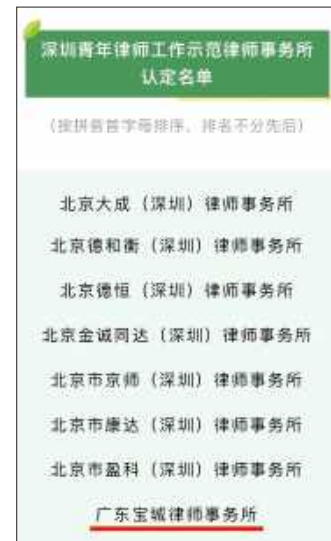 深圳青年律师工作示范律师事务所
认定名单
(按拼音首字母排序，排名不分先后)
北京大成（深圳）律师事务所
北京德和衡（深圳）律师事务所
北京德恒（深圳）律师事务所
北京金诚同达（深圳）律师事务所
北京市京师（深圳）律师事务所
北京市康达（深圳）律师事务所
北京市盈科（深圳）律师事务所
广东宝城律师事务所